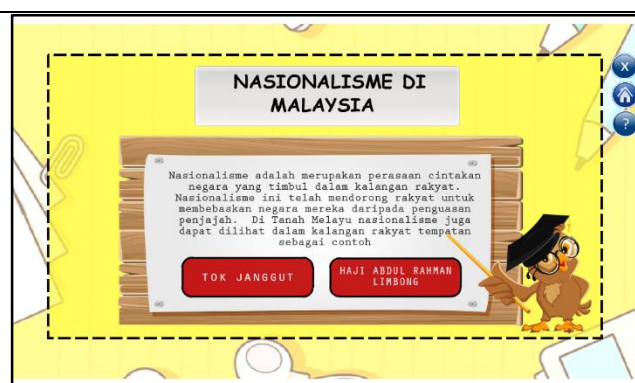 NASIONALISME DI
MALAYSIA
Nasionalisme adalah merupakan perasaan cintakan
negara yang timbul dalam kalangan rakyat.
Nasionalisme ini telah mendorong rakyat untuk
membebaskan negara mereka daripada penguasan
penjajah. Di Tanah Melayu nasionalisme juga
dapat dilihat dalam kalangan rakyat tempatan
sebagai contoh
TOK JANGGUT
HAJI ABDUL RAHMAN
LIMBONG
X
?